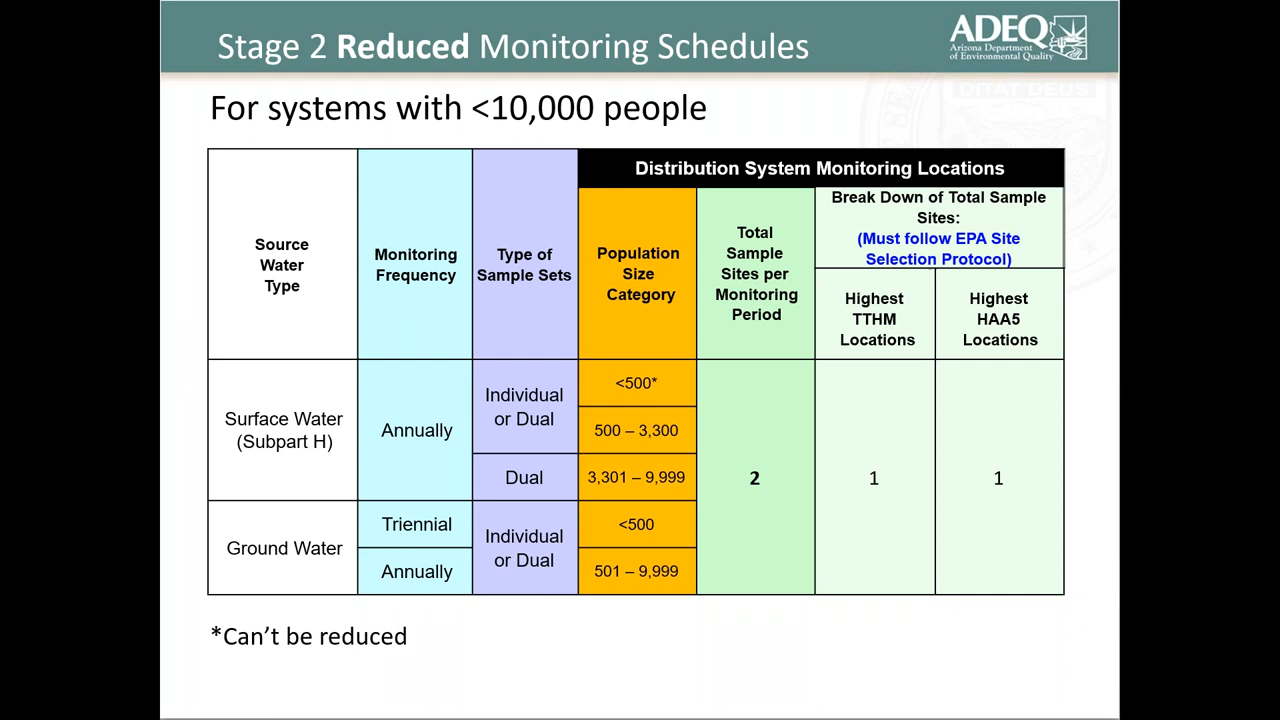 Stage 2 Reduced Monitoring Schedules
ADEQ
Arizona Department
of Environmental Quality
DITAT DEUS
For systems with <10,000 people
Distribution System Monitoring Locations
Source
Water
Type
Monitoring
Frequency
Type of
Sample Sets
Population
Size
Category
Total
Sample
Sites per
Monitoring
Period
Break Down of Total Sample
Sites:
(Must follow EPA Site
Selection Protocol)
Highest
TTHM
Locations
Highest
HAA5
Locations
Surface Water
(Subpart H)
Annually
Individual
or Dual
<500*
500 – 3,300
Dual
3,301 – 9,999
2
1
1
Ground Water
Triennial
Individual
or Dual
<500
Annually
501 – 9,999
*Can't be reduced